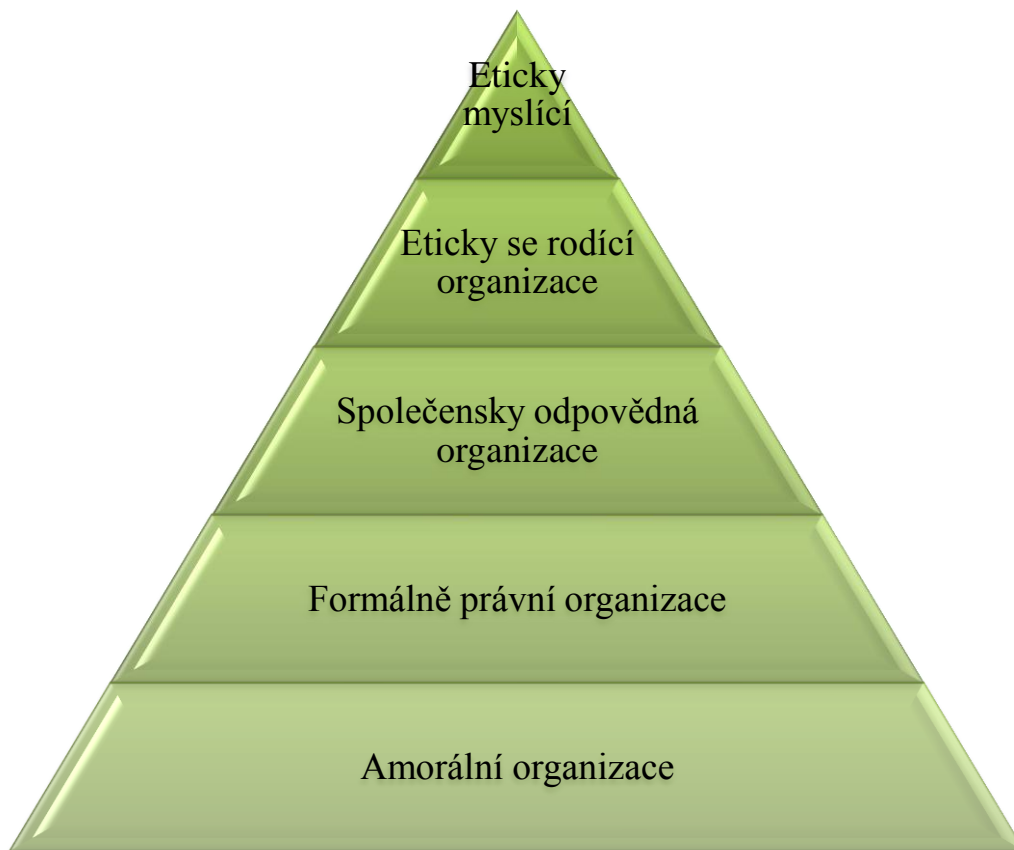 Eticky
myslící
Eticky se rodící
organizace
Společensky odpovědná
organizace
Formálně právní organizace
Amorální organizace